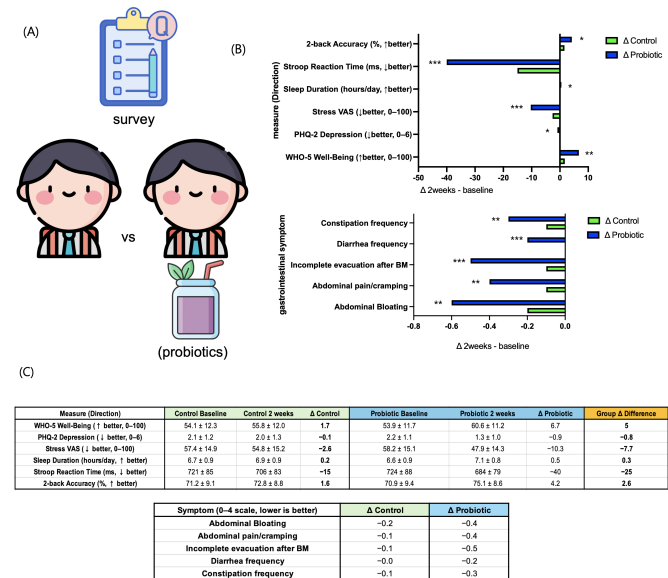 (A)
Q
survey
vs
(probiotics)
(B)
measure (Direction)
2-back Accuracy (%, ↑better)
Stroop Reaction Time (ms, ↓better)
Sleep Duration (hours/day, ↑better)
Stress VAS (↓better, 0–100)
PHQ-2 Depression (↓better, 0–6)
WHO-5 Well-Being (↑better, 0–100)
*
***
*
***
*
**
-50 -40 -30 -20 -10 0 10
Δ 2weeks - baseline
Δ Control
Δ Probiotic
gastrointestinal symptom
Constipation frequency
Diarrhea frequency
Incomplete evacuation after BM
Abdominal pain/cramping
Abdominal Bloating
**
***
***
**
**
-0.8 -0.6 -0.4 -0.2 0.0
Δ 2weeks - baseline
Δ Control
Δ Probiotic
(C)
Measure (Direction) Control Baseline Control 2 weeks Δ Control Probiotic Baseline Probiotic 2 weeks Δ Probiotic Group Δ Difference
WHO-5 Well-Being (↑ better, 0–100) 54.1 ± 12.3 55.8 ± 12.0 1.7 53.9 ± 11.7 60.6 ± 11.2 6.7 5
PHQ-2 Depression (↓ better, 0–6) 2.1 ± 1.2 2.0 ± 1.3 −0.1 2.2 ± 1.1 1.3 ± 1.0 −0.9 −0.8
Stress VAS (↓ better, 0–100) 57.4 ± 14.9 54.8 ± 15.2 −2.6 58.2 ± 15.1 47.9 ± 14.3 −10.3 −7.7
Sleep Duration (hours/day, ↑ better) 6.7 ± 0.9 6.9 ± 0.9 0.2 6.6 ± 0.9 7.1 ± 0.8 0.5 0.3
Stroop Reaction Time (ms, ↓ better) 721 ± 85 706 ± 83 −15 724 ± 88 684 ± 79 −40 −25
2-back Accuracy (%, ↑ better) 71.2 ± 9.1 72.8 ± 8.8 1.6 70.9 ± 9.4 75.1 ± 8.6 4.2 2.6
Symptom (0–4 scale, lower is better) Δ Control Δ Probiotic
Abdominal Bloating −0.2 −0.4
Abdominal pain/cramping −0.1 −0.4
Incomplete evacuation after BM −0.1 −0.5
Diarrhea frequency −0.0 −0.2
Constipation frequency −0.1 −0.3